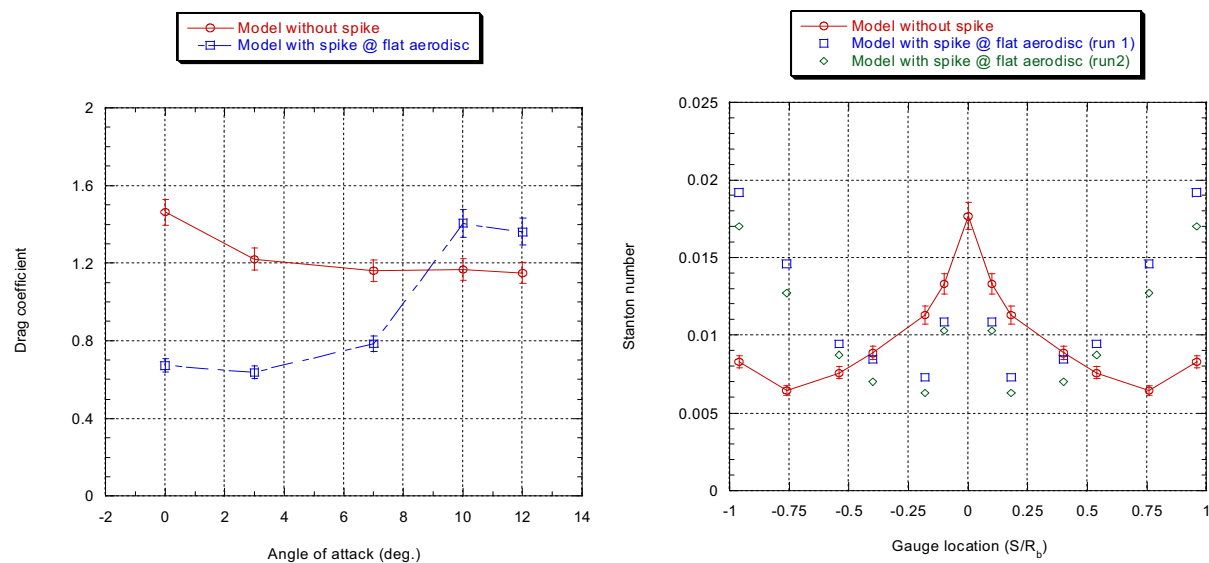 Model without spike
Model with spike @ flat aerodisc
Drag coefficient
2
1.6
1.2
0.8
0.4
0
-2 0 2 4 6 8 10 12 14
Angle of attack (deg.)
Model without spike
Model with spike @ flat aerodisc (run 1)
Model with spike @ flat aerodisc (run2)
Stanton number
0.025
0.02
0.015
0.01
0.005
0
-1 -0.75 -0.5 -0.25 0 0.25 0.5 0.75 1
Gauge location (S/R_b)